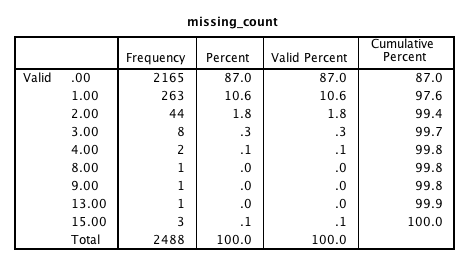 missing_count
Frequency Percent Valid Percent Cumulative Percent
Valid .00 2165 87.0 87.0 87.0
1.00 263 10.6 10.6 97.6
2.00 44 1.8 1.8 99.4
3.00 8 .3 .3 99.7
4.00 2 .1 .1 99.8
8.00 1 .0 .0 99.8
9.00 1 .0 .0 99.8
13.00 1 .0 .0 99.9
15.00 3 .1 .1 100.0
Total 2488 100.0 100.0